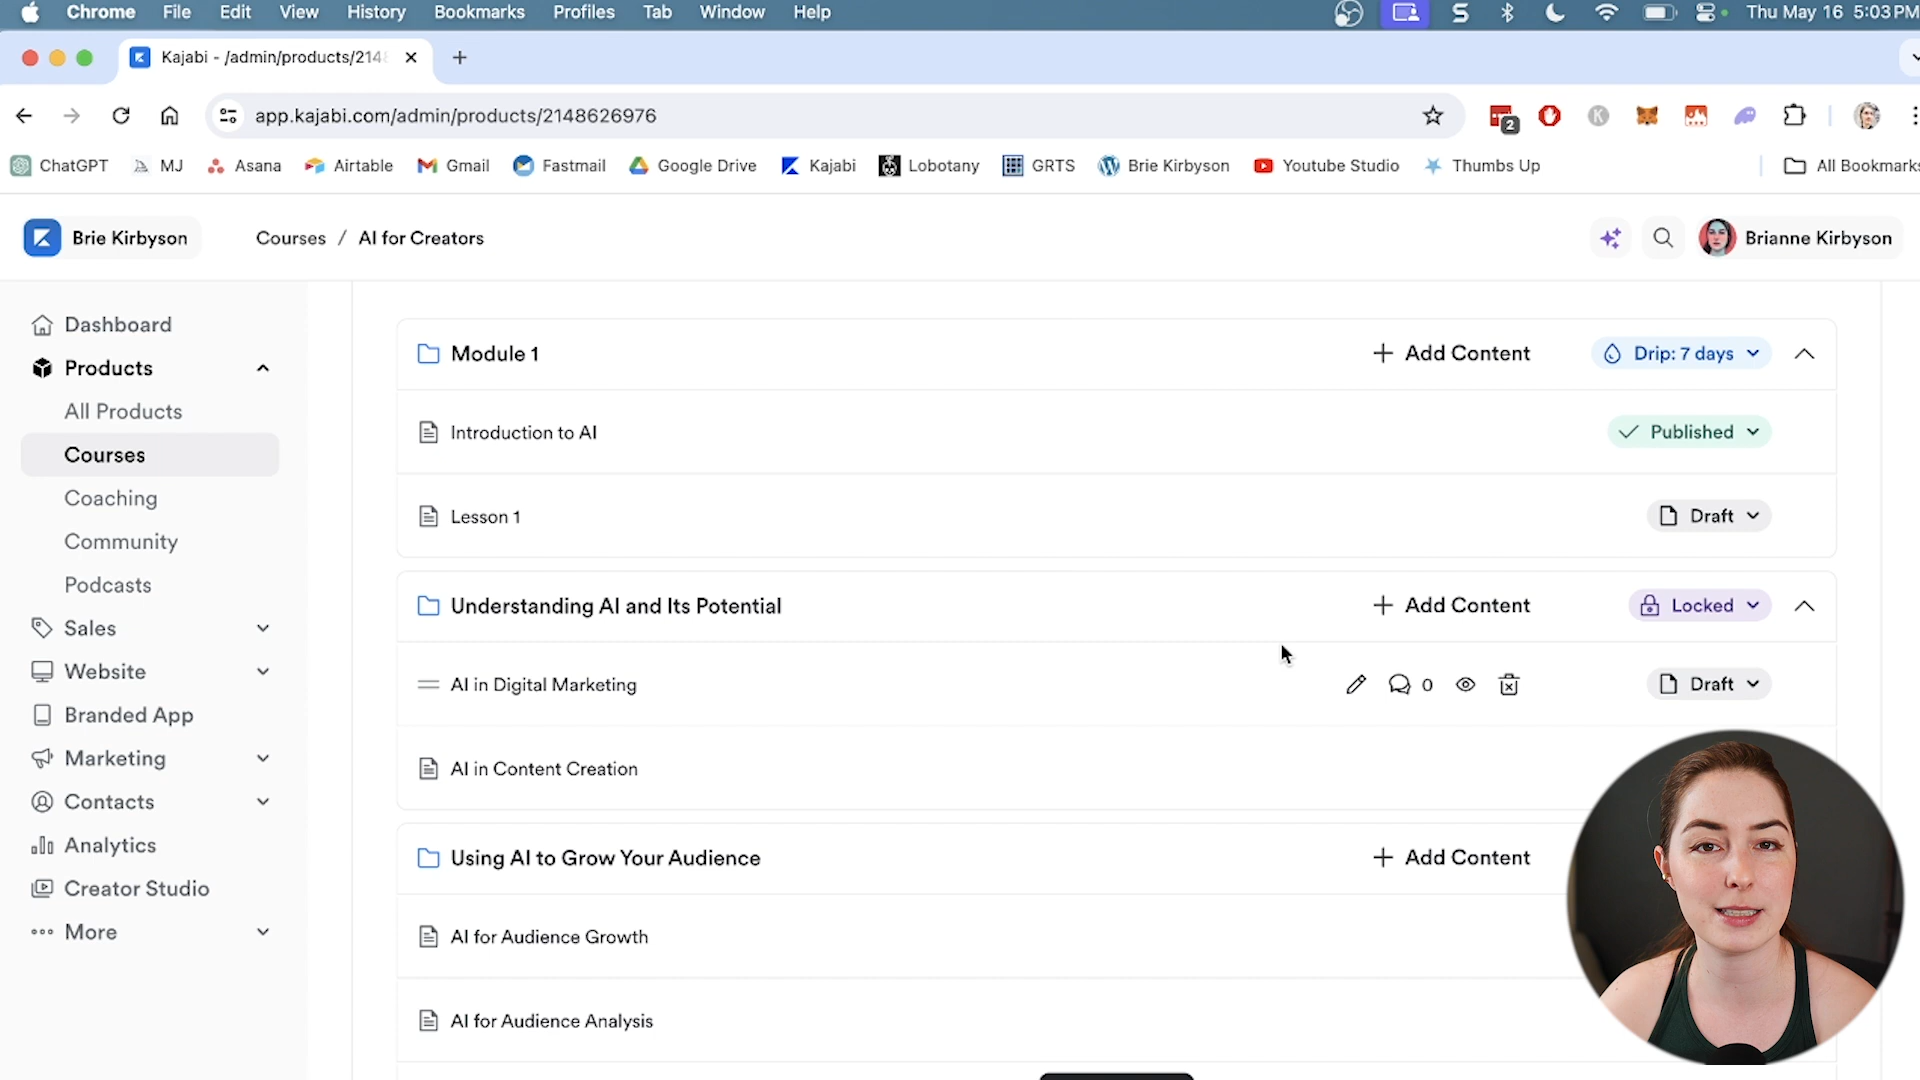 Chrome File Edit View History Bookmarks Profiles Tab Window Help Thu May 16 5:03 PM
Kajabi - /admin/products/214
app.kajabi.com/admin/products/2148626976
2
K
ChatGPT MJ Asana Airtable Gmail Fastmail Google Drive Kajabi Lobotany GRTS Brie Kirbyson Youtube Studio Thumbs Up All Bookmarks
Brie Kirbyson Courses / AI for Creators Brianne Kirbyson
Dashboard
Products
All Products
Courses
Coaching
Community
Podcasts
Sales
Website
Branded App
Marketing
Contacts
Analytics
Creator Studio
More
Module 1 + Add Content Drip: 7 days
Introduction to AI Published
Lesson 1 Draft
Understanding AI and Its Potential + Add Content Locked
AI in Digital Marketing 0 Draft
AI in Content Creation
Using AI to Grow Your Audience + Add Content
AI for Audience Growth
AI for Audience Analysis